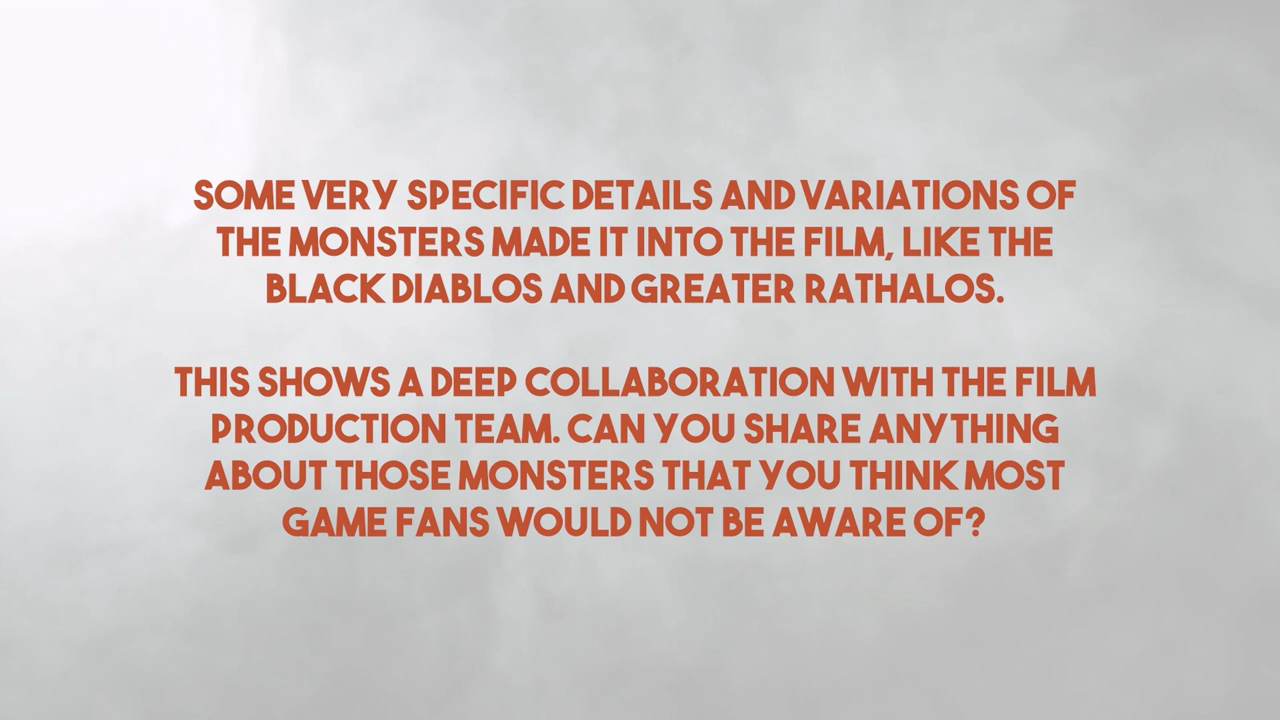 SOME VERY SPECIFIC DETAILS AND VARIATIONS OF
THE MONSTERS MADE IT INTO THE FILM, LIKE THE
BLACK DIABLOS AND GREATER RATHALOS.
THIS SHOWS A DEEP COLLABORATION WITH THE FILM
PRODUCTION TEAM. CAN YOU SHARE ANYTHING
ABOUT THOSE MONSTERS THAT YOU THINK MOST
GAME FANS WOULD NOT BE AWARE OF?